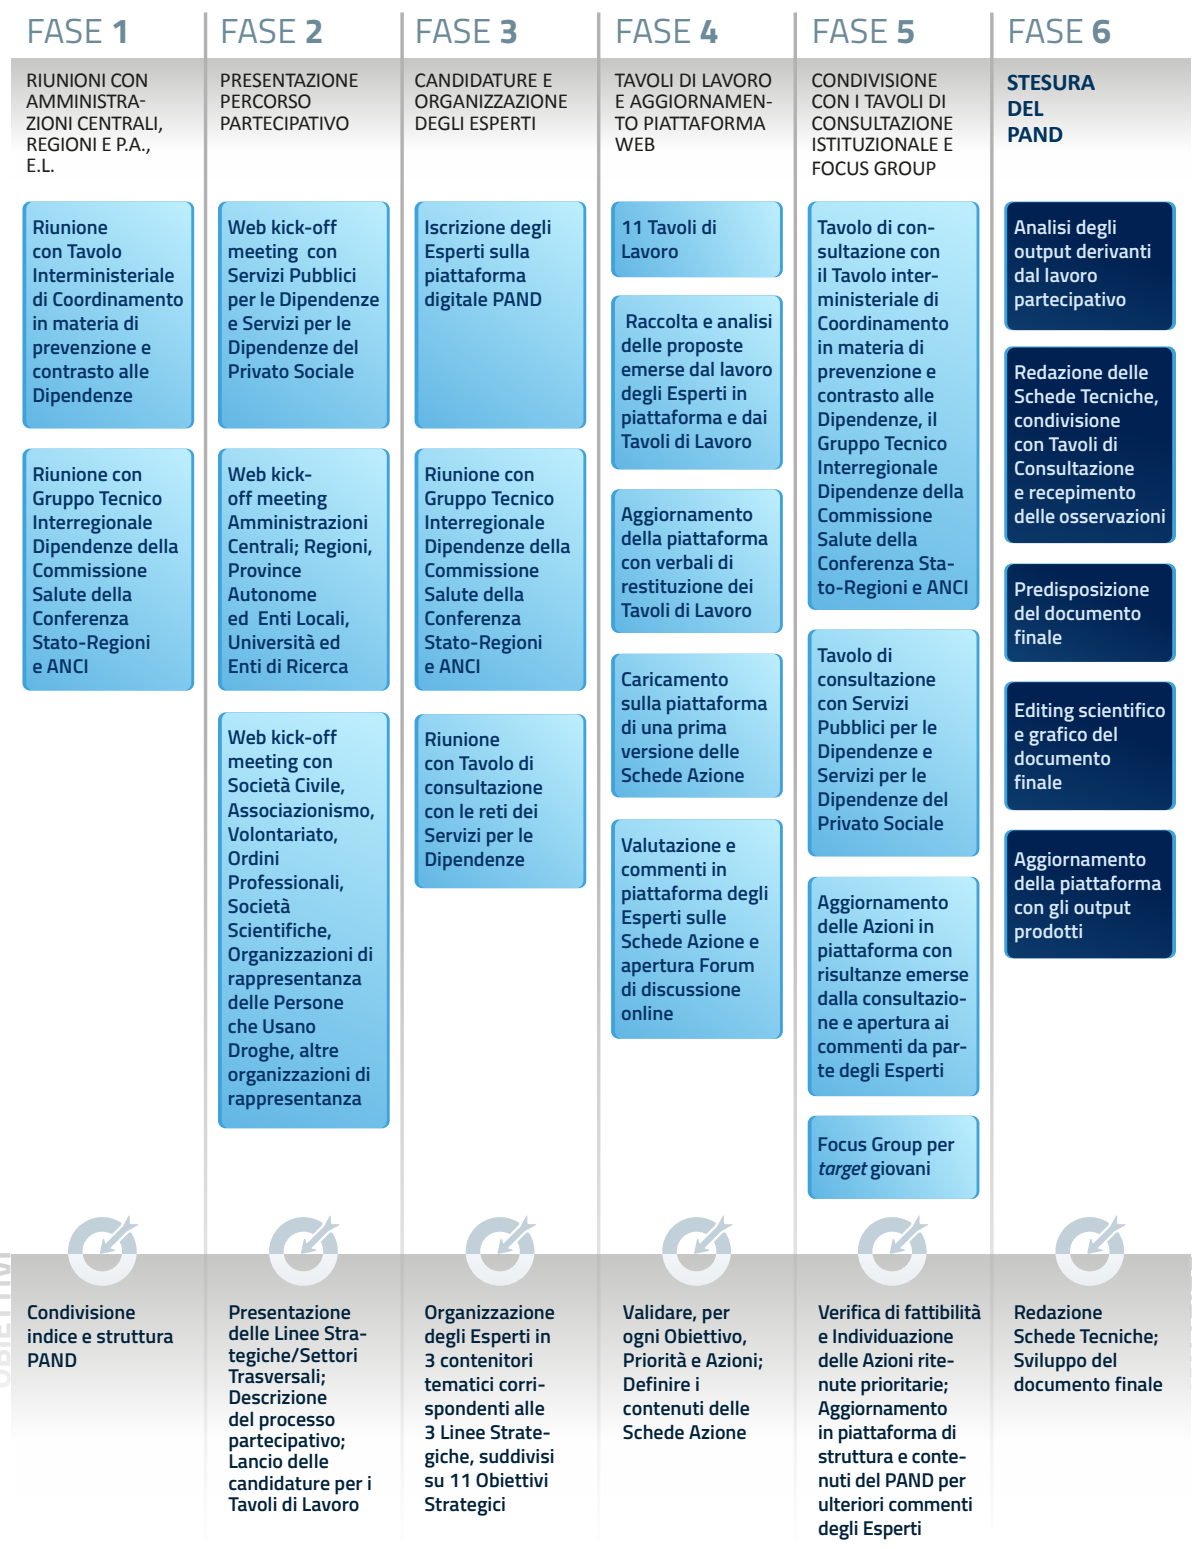 FASE 1
RIUNIONI CON
AMMINISTRA-
ZIONI CENTRALI,
REGIONI E P.A.,
E.L.
Riunione
con Tavolo
Interministeriale
di Coordinamento
in materia di
prevenzione e
contrasto alle
Dipendenze
Riunione con
Gruppo Tecnico
Interregionale
Dipendenze della
Commissione
Salute della
Conferenza
Stato-Regioni
e ANCI
Condivisione
indice e struttura
PAND
FASE 2
PRESENTAZIONE
PERCORSO
PARTECIPATIVO
Web kick-off
meeting con
Servizi Pubblici
per le Dipendenze
e Servizi per le
Dipendenze del
Privato Sociale
Web kick-
off meeting
Amministrazioni
Centrali; Regioni,
Province
Autonome
ed Enti Locali,
Università ed
Enti di Ricerca
Web kick-off
meeting con
Società Civile,
Associazionismo,
Volontariato,
Ordini
Professionali,
Società
Scientifiche,
Organizzazioni di
rappresentanza
delle Persone
che Usano
Droghe, altre
organizzazioni di
rappresentanza
Presentazione
delle Linee Stra-
tegiche/Settori
Trasversali;
Descrizione
del processo
partecipativo;
Lancio delle
candidature per i
Tavoli di Lavoro
FASE 3
CANDIDATURE E
ORGANIZZAZIONE
DEGLI ESPERTI
Iscrizione degli
Esperti sulla
piattaforma
digitale PAND
Riunione con
Gruppo Tecnico
Interregionale
Dipendenze della
Commissione
Salute della
Conferenza
Stato-Regioni
e ANCI
Riunione
con Tavolo di
consultazione
con le reti dei
Servizi per le
Dipendenze
Organizzazione
degli Esperti in
3 contenitori
tematici corri-
spondenti alle
3 Linee Strate-
giche, suddivisi
su 11 Obiettivi
Strategici
FASE 4
TAVOLI DI LAVORO
E AGGIORNAMEN-
TO PIATTAFORMA
WEB
11 Tavoli di
Lavoro
Raccolta e analisi
delle proposte
emerse dal lavoro
degli Esperti in
piattaforma e dai
Tavoli di Lavoro
Aggiornamento
della piattaforma
con verbali di
restituzione dei
Tavoli di Lavoro
Caricamento
sulla piattaforma
di una prima
versione delle
Schede Azione
Valutazione e
commenti in
piattaforma degli
Esperti sulle
Schede Azione e
apertura Forum
di discussione
online
Validare, per
ogni Obiettivo,
Priorità e Azioni;
Definire i
contenuti delle
Schede Azione
FASE 5
CONDIVISIONE
CON I TAVOLI DI
CONSULTAZIONE
ISTITUZIONALE E
FOCUS GROUP
Tavolo di con-
sultazione con
il Tavolo inter-
ministeriale di
Coordinamento
in materia di
prevenzione e
contrasto alle
Dipendenze, il
Gruppo Tecnico
Interregionale
Dipendenze della
Commissione
Salute della
Conferenza Sta-
to-Regioni e ANCI
Tavolo di
consultazione
con Servizi
Pubblici per le
Dipendenze e
Servizi per le
Dipendenze del
Privato Sociale
Aggiornamento
delle Azioni in
piattaforma con
risultanze emerse
dalla consultazio-
ne e apertura ai
commenti da par-
te degli Esperti
Focus Group per
target giovani
Verifica di fattibilità
e Individuazione
delle Azioni rite-
nute prioritarie;
Aggiornamento
in piattaforma di
struttura e conte-
nuti del PAND per
ulteriori commenti
degli Esperti
FASE 6
STESURA
DEL
PAND
Analisi degli
output derivanti
dal lavoro
partecipativo
Redazione delle
Schede Tecniche,
condivisione
con Tavoli di
Consultazione
e recepimento
delle osservazioni
Predisposizione
del documento
finale
Editing scientifico
e grafico del
documento
finale
Aggiornamento
della piattaforma
con gli output
prodotti
Redazione
Schede Tecniche;
Sviluppo del
documento finale